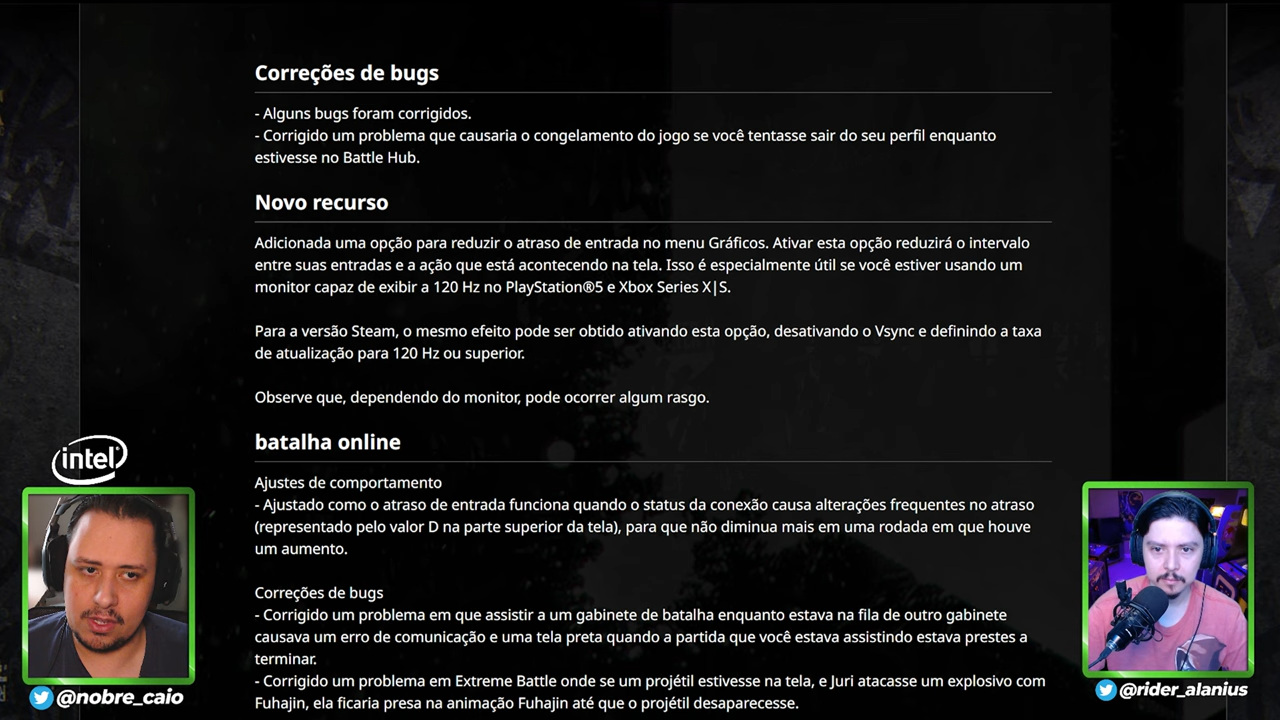 Correções de bugs
- Alguns bugs foram corrigidos.
- Corrigido um problema que causaria o congelamento do jogo se você tentasse sair do seu perfil enquanto
estivesse no Battle Hub.
Novo recurso
Adicionada uma opção para reduzir o atraso de entrada no menu Gráficos. Ativar esta opção reduzirá o intervalo
entre suas entradas e a ação que está acontecendo na tela. Isso é especialmente útil se você estiver usando um
monitor capaz de exibir a 120 Hz no PlayStation®5 e Xbox Series X|S.
Para a versão Steam, o mesmo efeito pode ser obtido ativando esta opção, desativando o Vsync e definindo a taxa
de atualização para 120 Hz ou superior.
Observe que, dependendo do monitor, pode ocorrer algum rasgo.
batalha online
Ajustes de comportamento
- Ajustado como o atraso de entrada funciona quando o status da conexão causa alterações frequentes no atraso
(representado pelo valor D na parte superior da tela), para que não diminua mais em uma rodada em que houve
um aumento.
Correções de bugs
- Corrigido um problema em que assistir a um gabinete de batalha enquanto estava na fila de outro gabinete
causava um erro de comunicação e uma tela preta quando a partida que você estava assistindo estava prestes a
terminar.
- Corrigido um problema em Extreme Battle onde se um projétil estivesse na tela, e Juri atacasse um explosivo com
Fuhajin, ela ficaria presa na animação Fuhajin até que o projétil desaparecesse.
intel
@nobre_caio
@rider_alanius